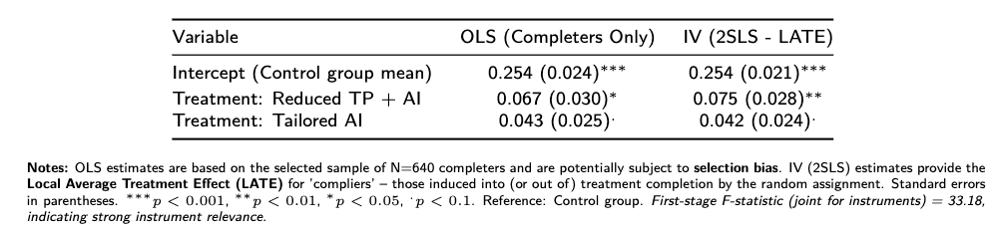 Variable OLS (Completers Only) IV (2SLS - LATE)
Intercept (Control group mean) 0.254 (0.024)*** 0.254 (0.021)***
Treatment: Reduced TP + AI 0.067 (0.030)* 0.075 (0.028)**
Treatment: Tailored AI 0.043 (0.025)· 0.042 (0.024)·
Notes: OLS estimates are based on the selected sample of N=640 completers and are potentially subject to selection bias. IV (2SLS) estimates provide the
Local Average Treatment Effect (LATE) for 'compliers' – those induced into (or out of) treatment completion by the random assignment. Standard errors
in parentheses. ***p < 0.001, **p < 0.01, *p < 0.05, ·p < 0.1. Reference: Control group. First-stage F-statistic (joint for instruments) = 33.18,
indicating strong instrument relevance.